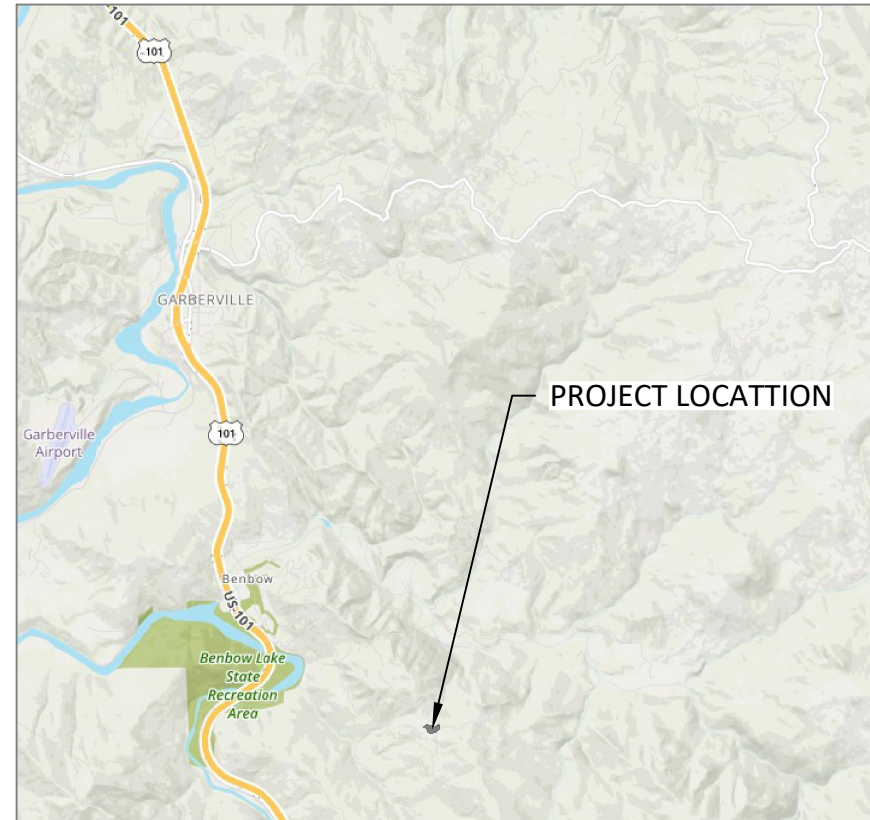 101
101
GARBERVILLE
PROJECT LOCATTION
Garberville
Airport
101
Benbow
US-101
Benbow Lake
State
Recreation
Area